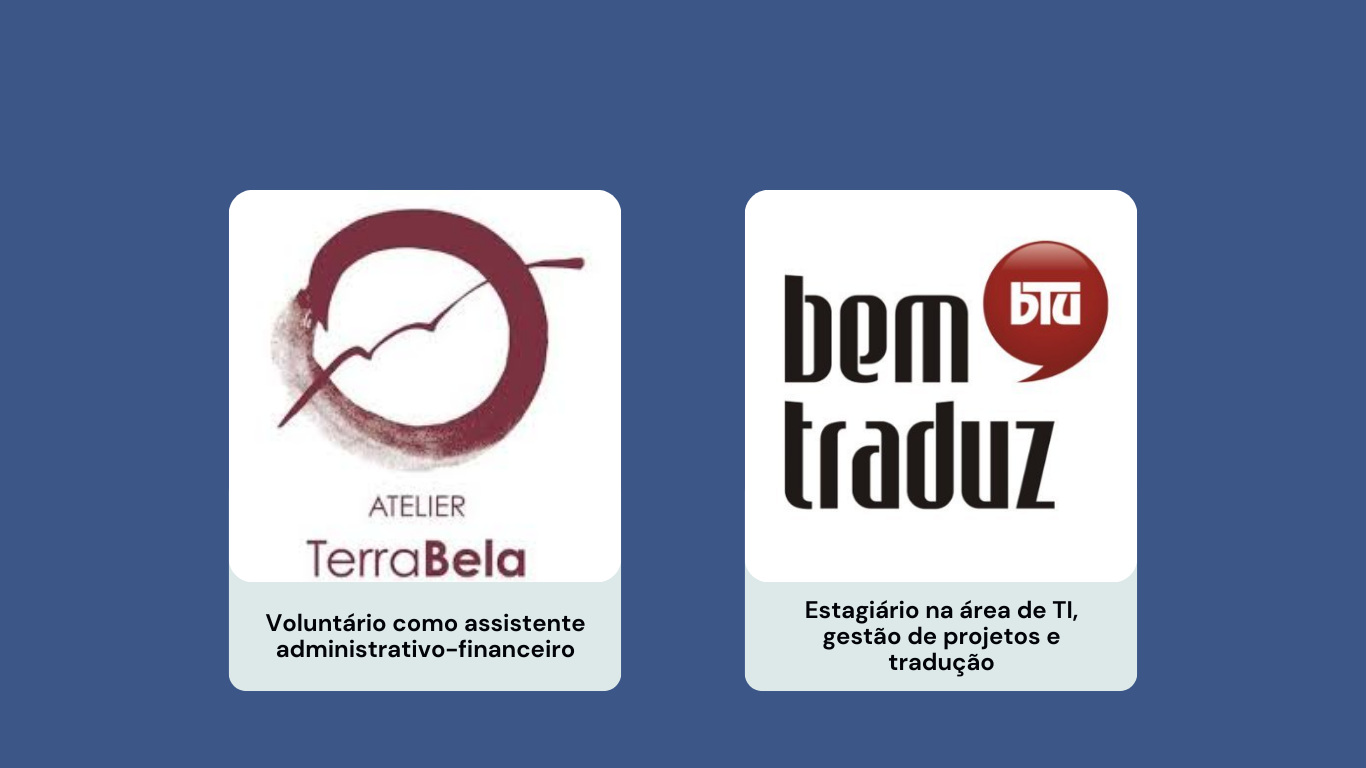 ATELIER
TerraBela
Voluntário como assistente
administrativo-financeiro
bem
bTu
traduz
Estagiário na área de TI,
gestão de projetos e
tradução